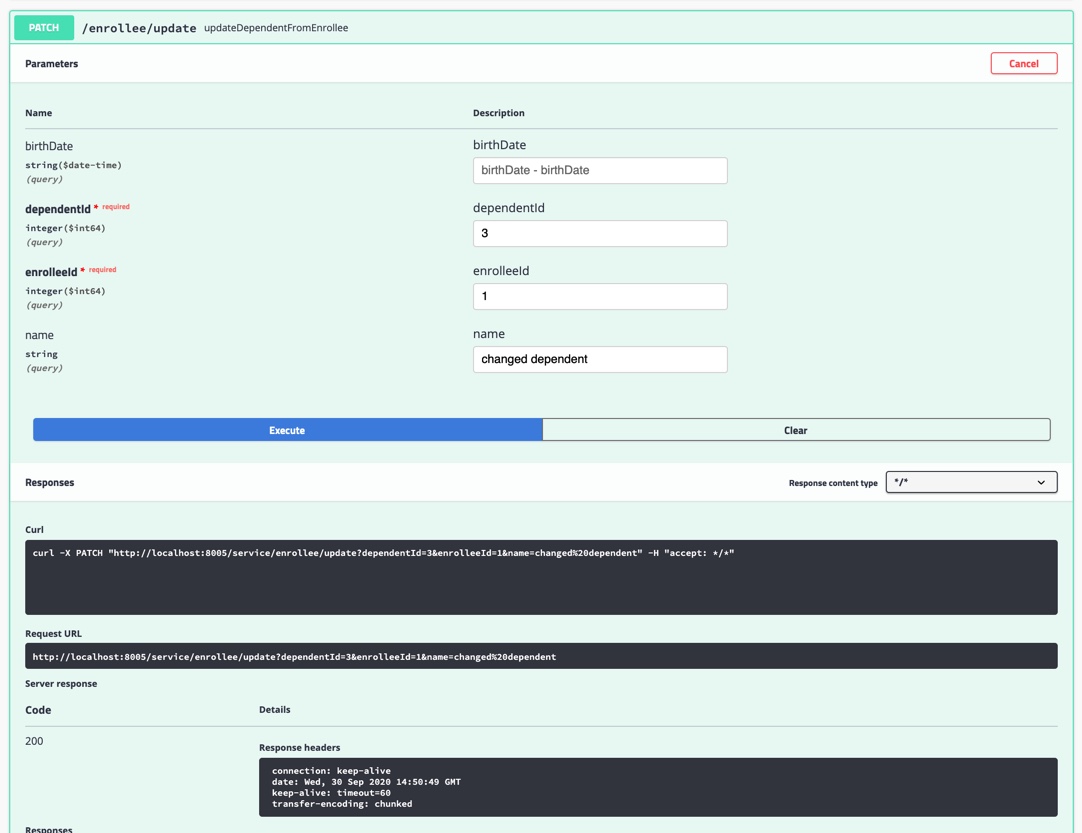 PATCH /enrollee/update updateDependentFromEnrollee
Parameters Cancel
Name Description
birthDate birthDate
string($date-time) birthDate - birthDate
(query)
dependentId * required dependentId
integer($int64) 3
(query)
enrolleeId * required enrolleeId
integer($int64) 1
(query)
name name
string changed dependent
(query)
Execute Clear
Responses Response content type */*
Curl
curl -X PATCH "http://localhost:8005/service/enrollee/update?dependentId=3&enrolleeId=1&name=changed%20dependent" -H "accept: */*"
Request URL
http://localhost:8005/service/enrollee/update?dependentId=3&enrolleeId=1&name=changed%20dependent
Server response
Code Details
200
Response headers
connection: keep-alive
date: Wed, 30 Sep 2020 14:50:49 GMT
keep-alive: timeout=60
transfer-encoding: chunked
Responses